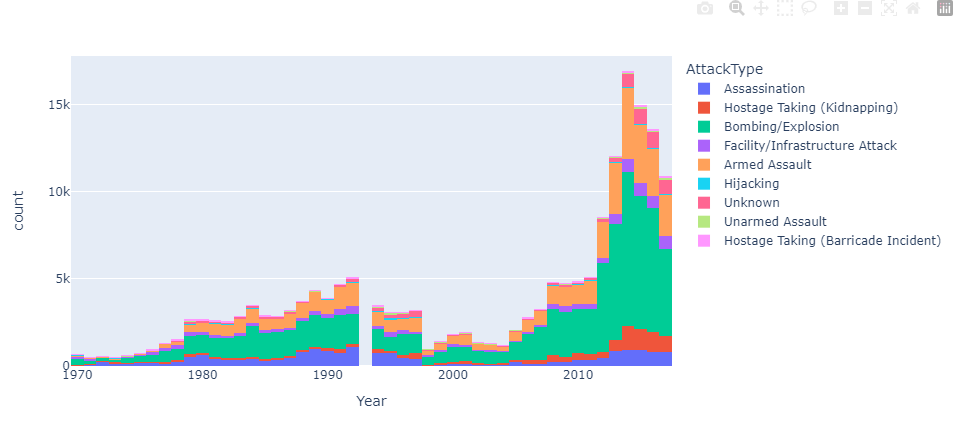 AttackType
Assassination
Hostage Taking (Kidnapping)
Bombing/Explosion
Facility/Infrastructure Attack
Armed Assault
Hijacking
Unknown
Unarmed Assault
Hostage Taking (Barricade Incident)
count
15k
10k
5k
0
1970 1980 1990 2000 2010
Year